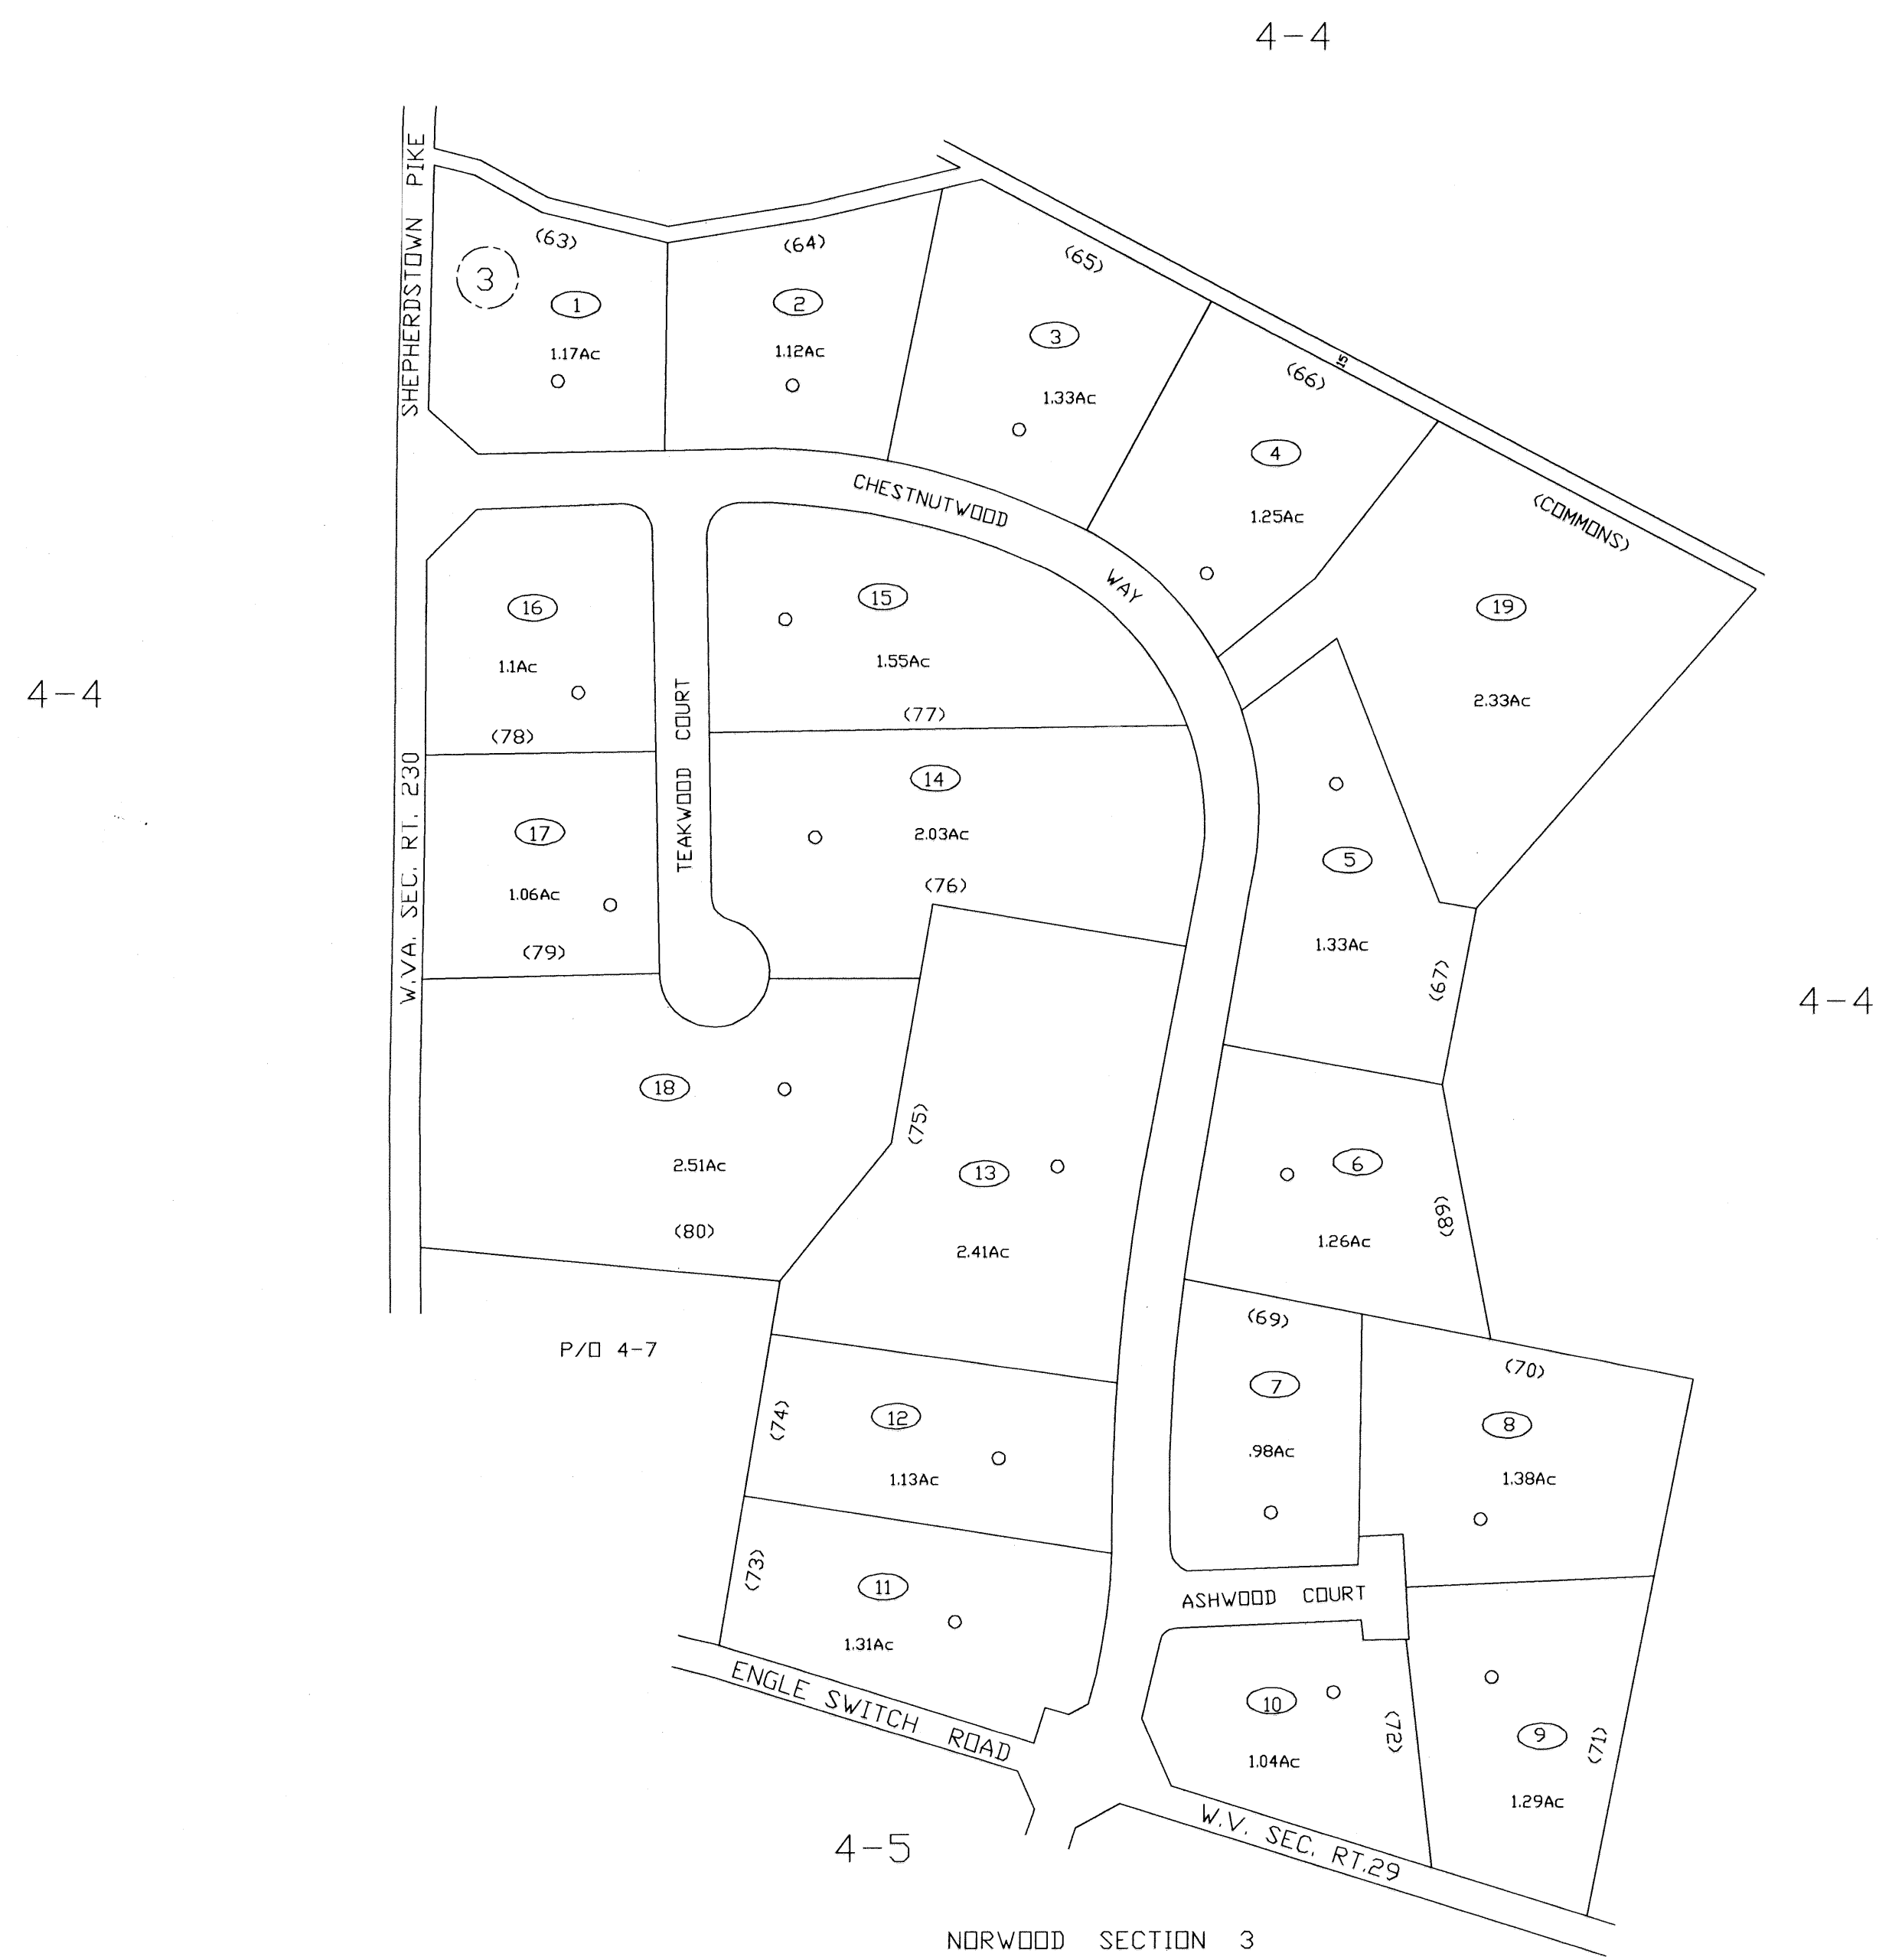 4-4
SHEPHERDSTOWN PIKE
(63)
(64)
(65)
3
1
2
3
1.17Ac
1.12Ac
1.33Ac
15
(66)
4
1.25Ac
(COMMONS)
CHESTNUTWOOD
WAY
16
15
19
1.1Ac
1.55Ac
2.33Ac
4-4
(78)
(77)
TEAKWOOD COURT
W.VA. SEC. RT. 230
14
17
2.03Ac
5
(76)
1.06Ac
1.33Ac
(79)
(67)
4-4
18
(75)
13
6
2.51Ac
(80)
2.41Ac
1.26Ac
(68)
(69)
P/O 4-7
(70)
7
(74)
12
8
.98Ac
1.13Ac
1.38Ac
(73)
11
ASHWOOD COURT
1.31Ac
ENGLE SWITCH ROAD
10
(72)
9
(71)
1.04Ac
1.29Ac
W.V. SEC. RT.29
4-5
NORWOOD SECTION 3